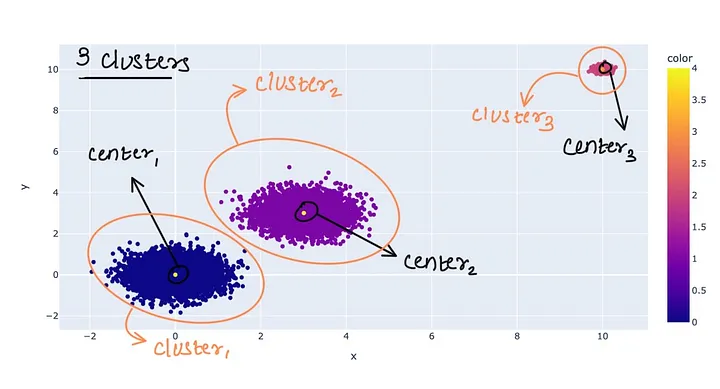 3 clusters
color
cluster₂
cluster₃
center₃
center₁
center₂
cluster₁
y
10
8
6
4
2
0
−2
−2
0
2
4
6
8
10
x
4
3.5
3
2.5
2
1.5
1
0.5
0